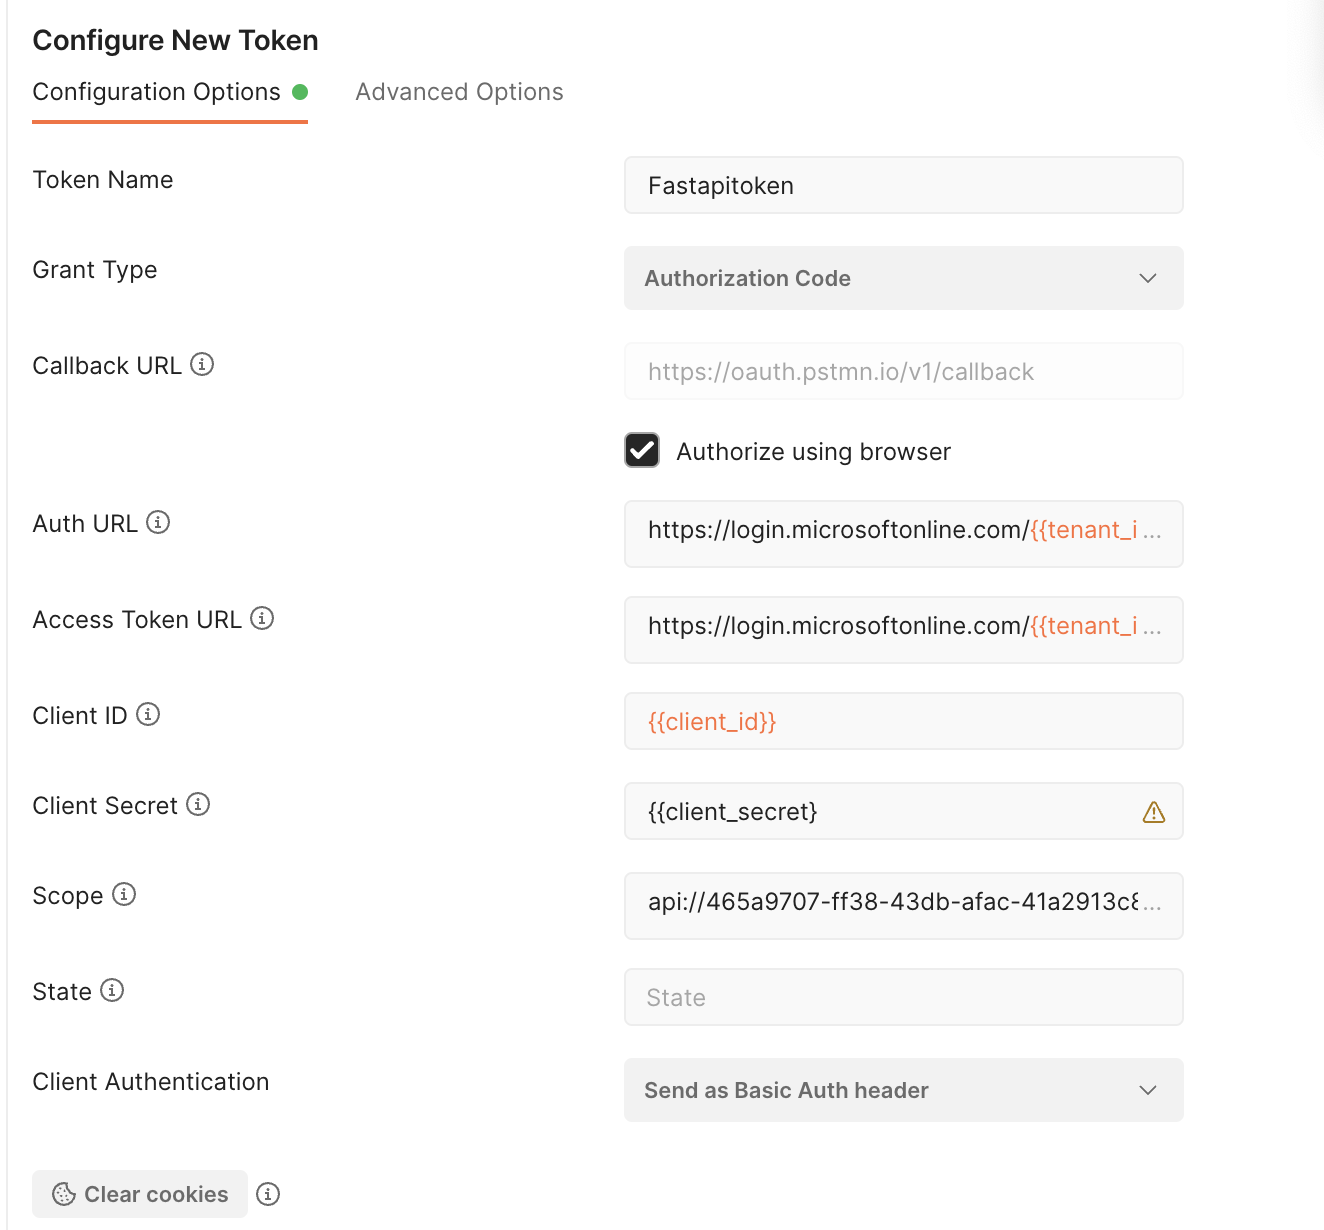 Configure New Token
Configuration Options
Advanced Options
Token Name
Fastapitoken
Grant Type
Authorization Code
Callback URL
https://oauth.pstmn.io/v1/callback
Authorize using browser
Auth URL
https://login.microsoftonline.com/{{tenant_i...
Access Token URL
https://login.microsoftonline.com/{{tenant_i...
Client ID
{{client_id}}
Client Secret
{{client_secret}
Scope
api://465a9707-ff38-43db-afac-41a2913c8...
State
State
Client Authentication
Send as Basic Auth header
Clear cookies